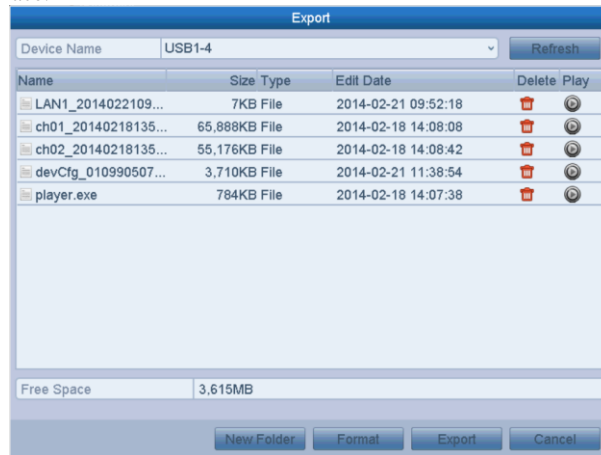 Export
Device Name USB1-4 Refresh
Name Size Type Edit Date Delete Play
LAN1_2014022109... 7KB File 2014-02-21 09:52:18
ch01_20140218135... 65,888KB File 2014-02-18 14:08:08
ch02_20140218135... 55,176KB File 2014-02-18 14:08:42
devCfg_010990507... 3,710KB File 2014-02-21 11:38:54
player.exe 784KB File 2014-02-18 14:07:38
Free Space 3,615MB
New Folder Format Export Cancel